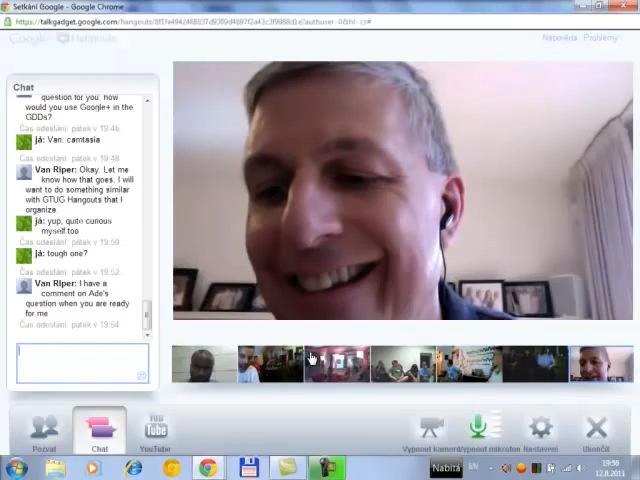 Setkání Google - Google Chrome
Google+ Hangouts
Nápověda Problémy
Chat
question for you: how
would you use Google+ in the
GDDs?
Čas odeslání: pátek v 19:46
já: Van: camtasia
Čas odeslání: pátek v 19:48
Van Riper: Okay. Let me
know how that goes. I will
want to do something similar
with GTUG Hangouts that I
organize
já: yup, quite curious
myself too
Čas odeslání: pátek v 19:50
já: tough one?
Čas odeslání: pátek v 19:52
Van Riper: I have a
comment on Ade's
question when you are ready
for me
Čas odeslání: pátek v 19:54
Pozvat
Chat
You
Tube
YouTube
Vypnout kameru
Vypnout mikrofon
Nastavení
Ukončit
Nabitá
EN
19:56
12.8.2011